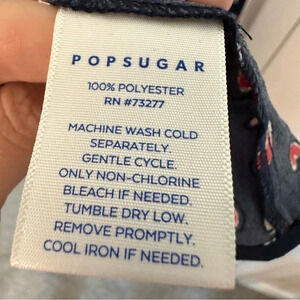 POPSUGAR
100% POLYESTER
RN #73277
MACHINE WASH COLD
SEPARATELY.
GENTLE CYCLE.
ONLY NON-CHLORINE
BLEACH IF NEEDED.
TUMBLE DRY LOW.
REMOVE PROMPTLY.
COOL IRON IF NEEDED.